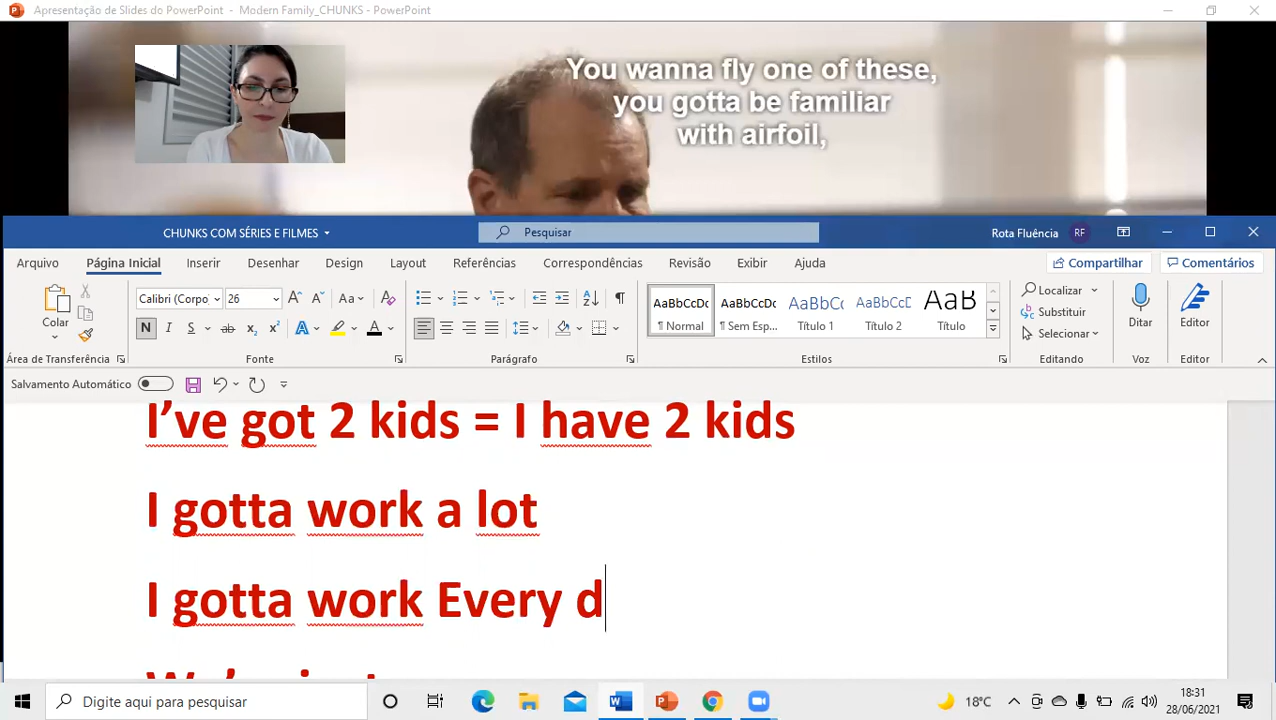 Apresentação de Slides do PowerPoint - Modern Family_CHUNKS - PowerPoint
You wanna fly one of these,
you gotta be familiar
with airfoil,
CHUNKS COM SÉRIES E FILMES
Pesquisar
Rota Fluência RF
Arquivo Página Inicial Inserir Desenhar Design Layout Referências Correspondências Revisão Exibir Ajuda Compartilhar Comentários
Colar
Calibri (Corpo) 26
Aa
N I S ab x₂ x² A A
AaBbCcDc AaBbCcDc AaBbCc AaBbCcD AaB
¶ Normal ¶ Sem Esp... Título 1 Título 2 Título
Localizar
Substituir
Selecionar
Ditar
Editor
Área de Transferência Fonte Parágrafo Estilos Editando Voz Editor
Salvamento Automático
I’ve got 2 kids = I have 2 kids
I gotta work a lot
I gotta work Every d
Digite aqui para pesquisar
18°C
18:31
28/06/2021